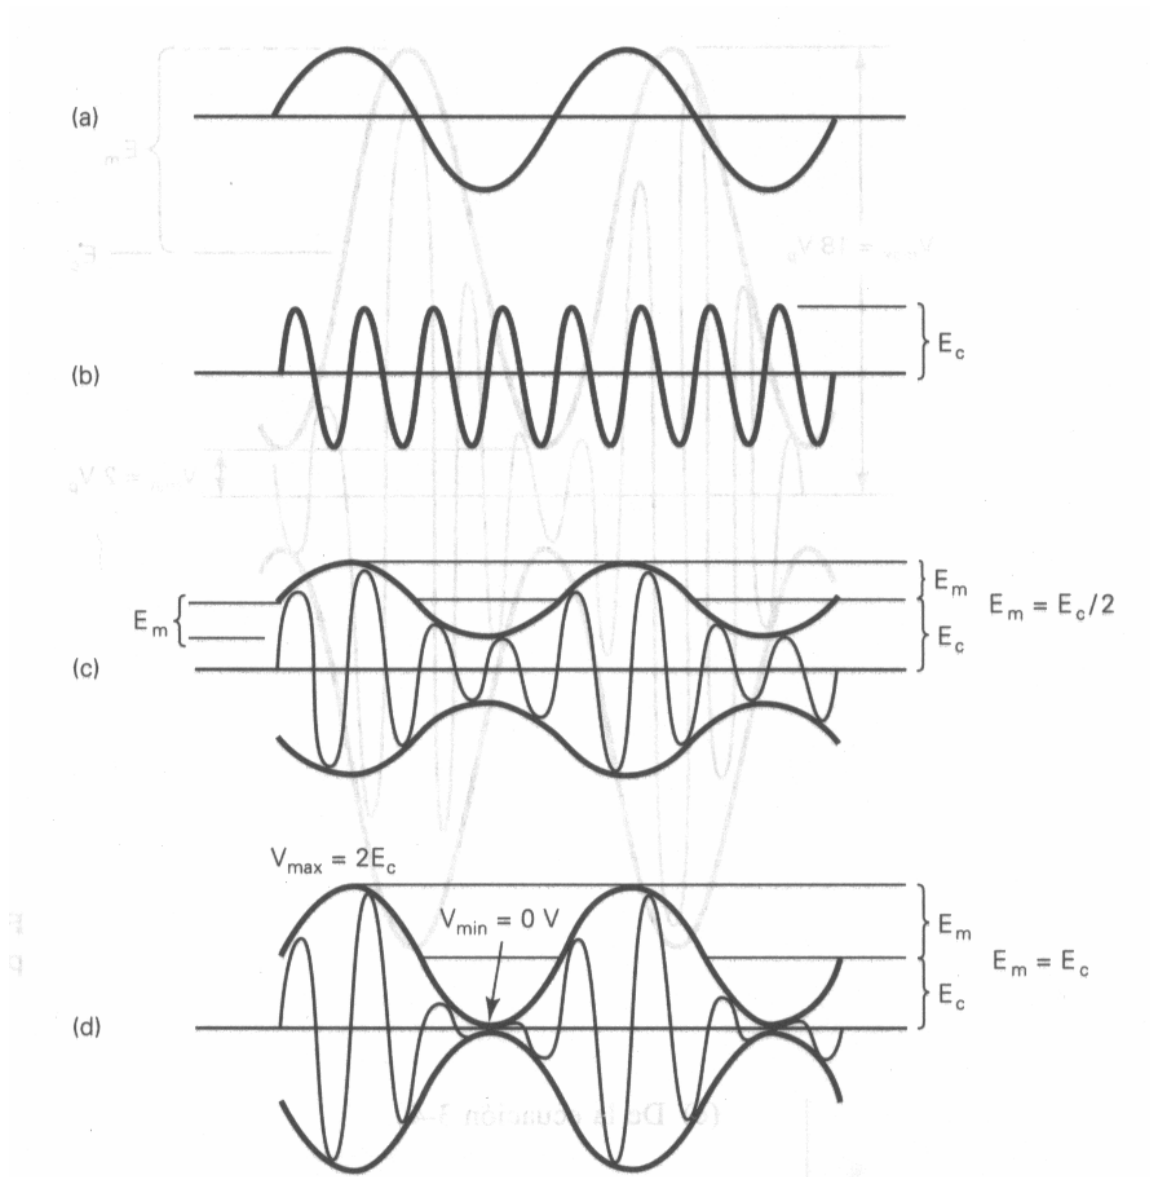 (a)
(b)
E_c
(c)
E_m
E_m
E_c
E_m = E_c/2
V_max = 2E_c
V_min = 0 V
(d)
E_m
E_c
E_m = E_c